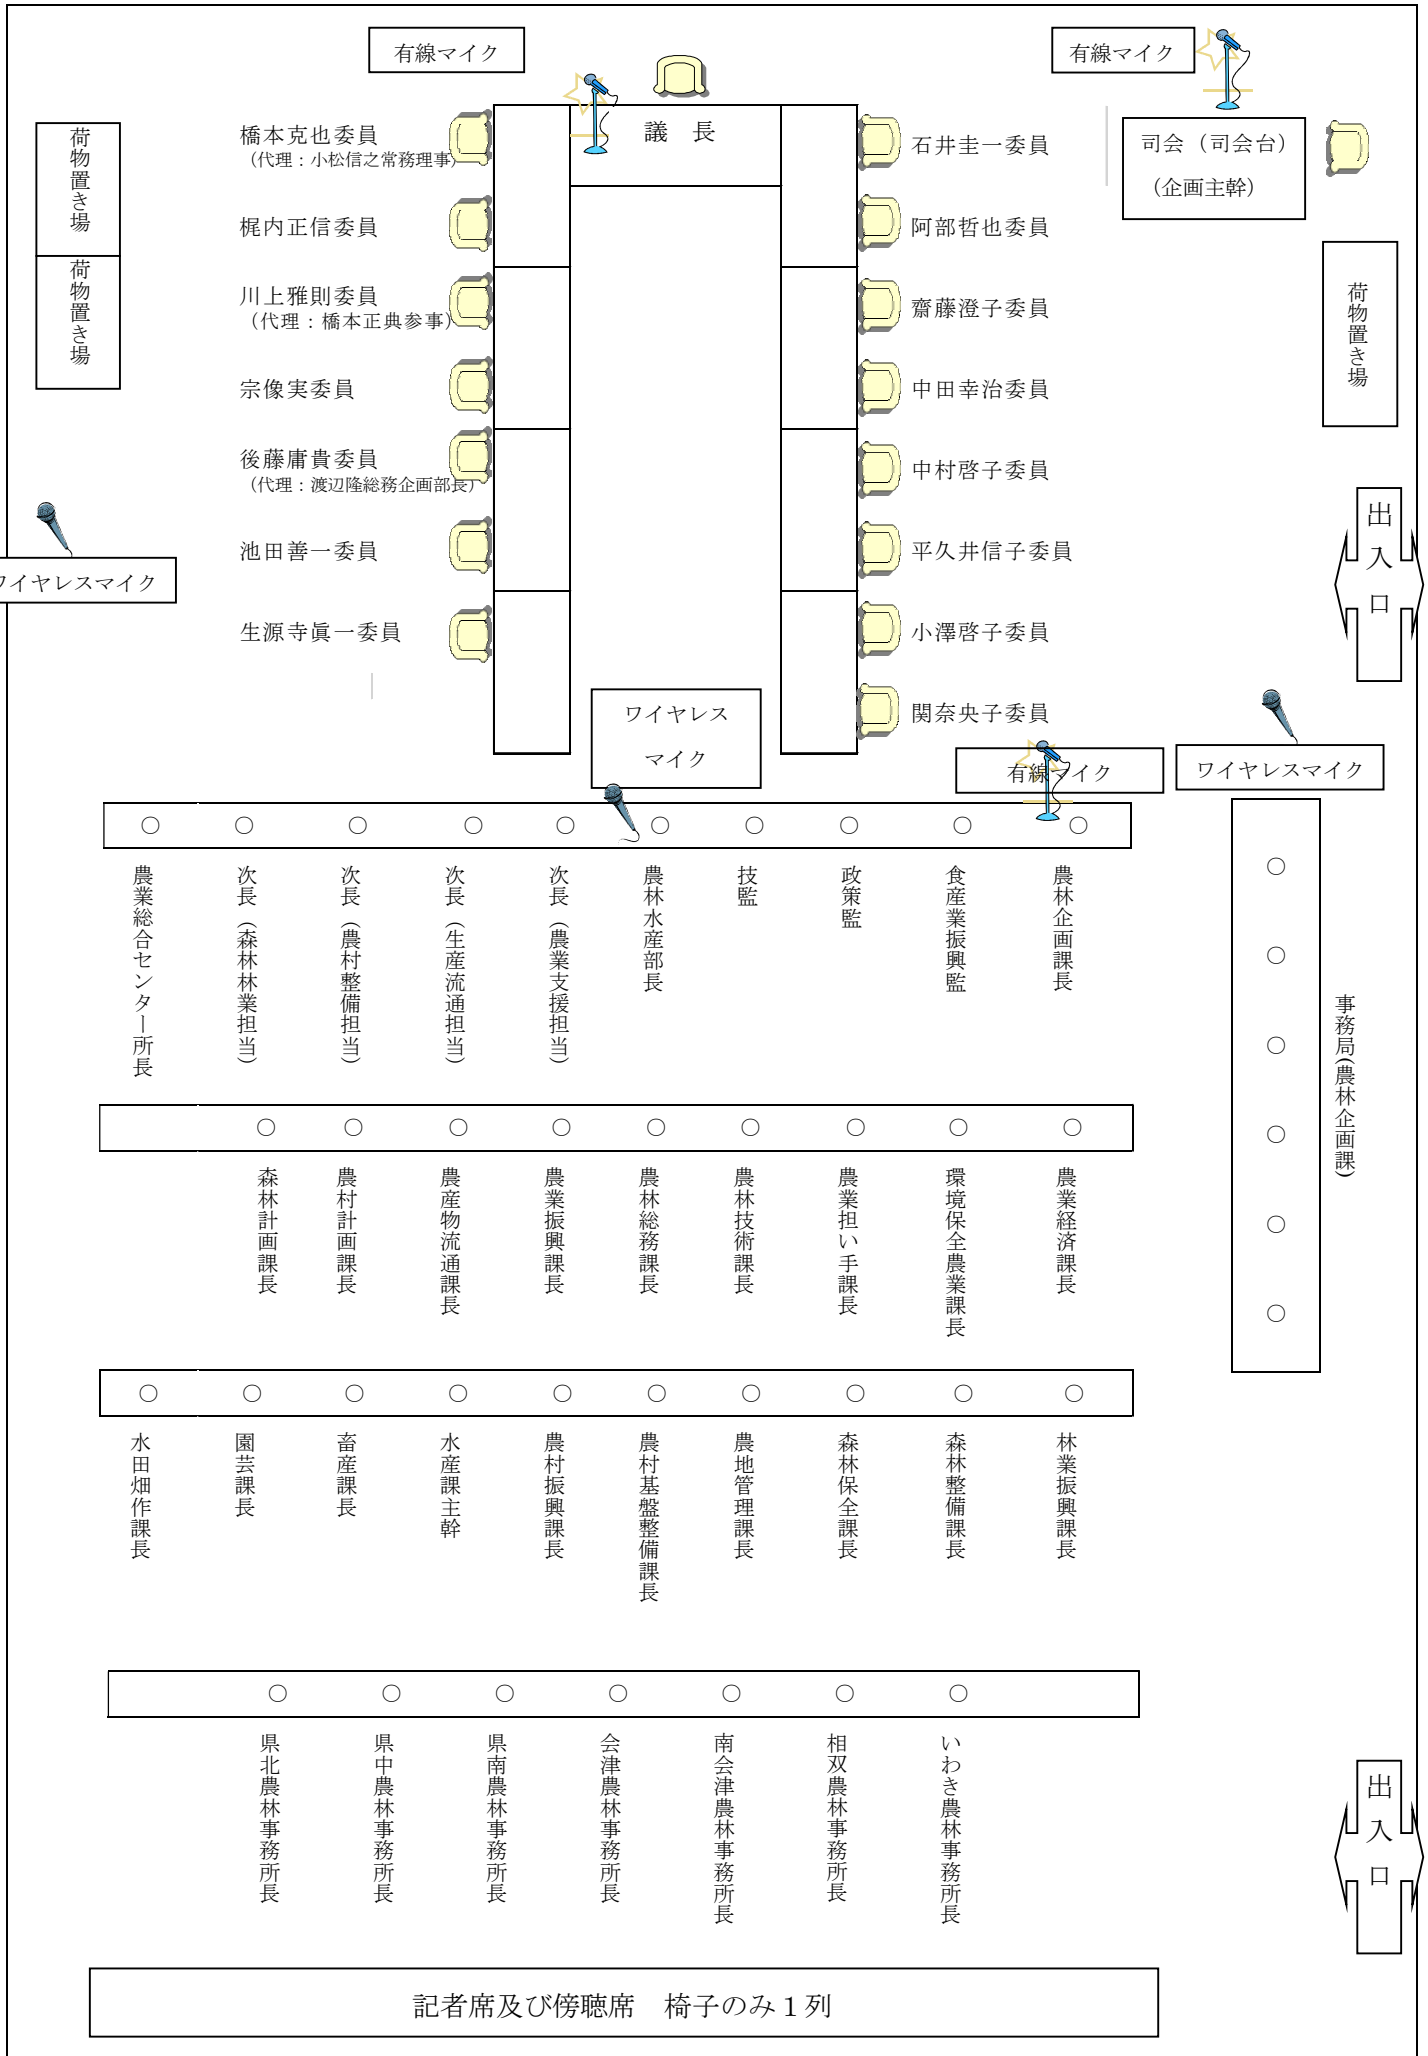 有線マイク
有線マイク
議 長
司会（司会台）
（企画主幹）
荷物置き場
荷物置き場
荷物置き場
橋本克也委員
（代理：小松信之常務理事）
梶内正信委員
川上雅則委員
（代理：橋本正典参事）
宗像実委員
後藤庸貴委員
（代理：渡辺隆総務企画部長）
池田善一委員
生源寺眞一委員
石井圭一委員
阿部哲也委員
齋藤澄子委員
中田幸治委員
中村啓子委員
平久井信子委員
小澤啓子委員
関奈央子委員
出入口
ワイヤレスマイク
ワイヤレス
マイク
有線マイク
ワイヤレスマイク
農業総合センター所長
次長（森林林業担当）
次長（農村整備担当）
次長（生産流通担当）
次長（農業支援担当）
農林水産部長
技監
政策監
食産業振興監
農林企画課長
事務局(農林企画課)
森林計画課長
農村計画課長
農産物流通課長
農業振興課長
農林総務課長
農林技術課長
農業担い手課長
環境保全農業課長
農業経済課長
水田畑作課長
園芸課長
畜産課長
水産課主幹
農村振興課長
農村基盤整備課長
農地管理課長
森林保全課長
森林整備課長
林業振興課長
県北農林事務所長
県中農林事務所長
県南農林事務所長
会津農林事務所長
南会津農林事務所長
相双農林事務所長
いわき農林事務所長
出入口
記者席及び傍聴席　椅子のみ１列